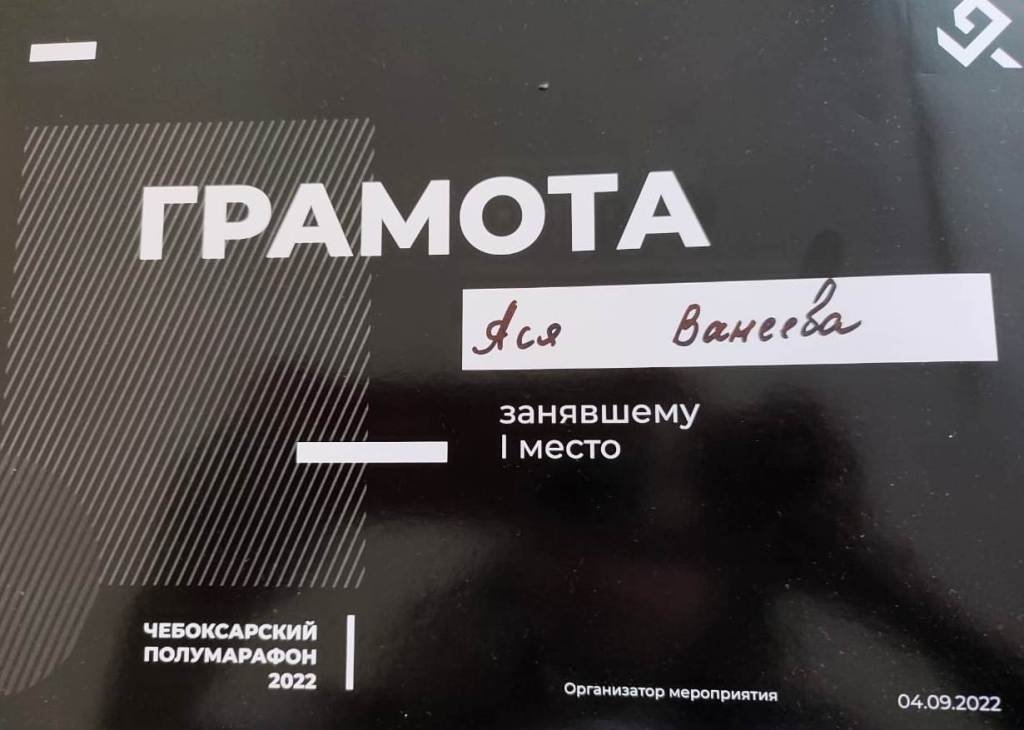 ГРАМОТА
Ася Ванеева
занявшему
I место
ЧЕБОКСАРСКИЙ
ПОЛУМАРАФОН
2022
Организатор мероприятия
04.09.2022